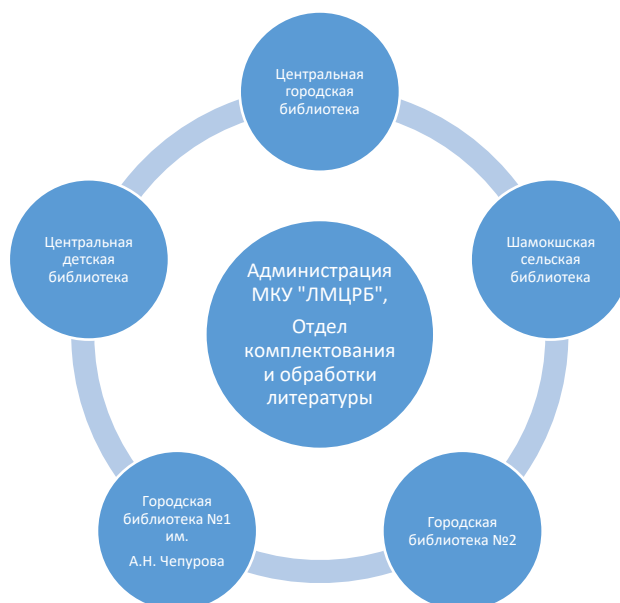 Центральная
городская
библиотека
Шамокшская
сельская
библиотека
Городская
библиотека №2
Городская
библиотека №1
им.
А.Н. Чепурова
Центральная
детская
библиотека
Администрация
МКУ "ЛМЦРБ",
Отдел
комплектования
и обработки
литературы